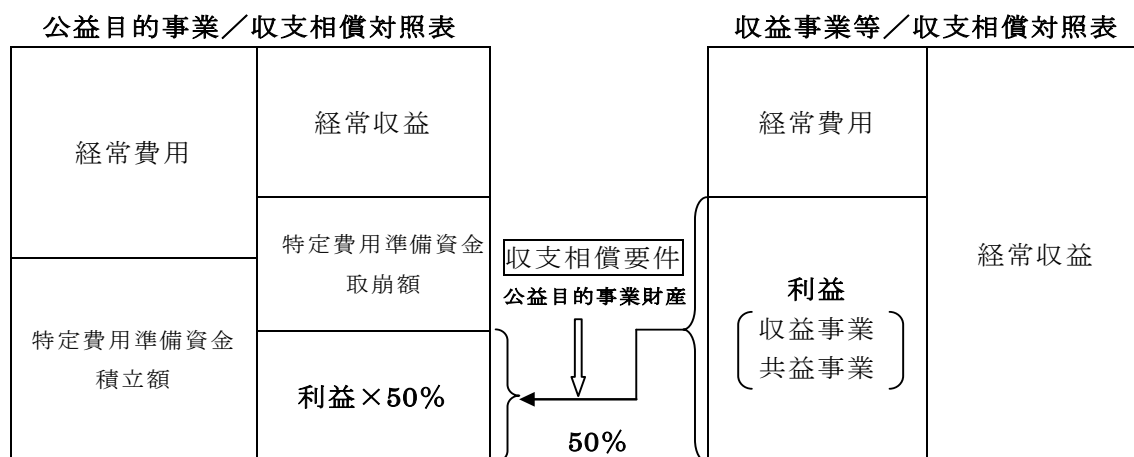 公益目的事業／収支相償対照表
経常費用
特定費用準備資金
積立額
経常収益
特定費用準備資金
取崩額
利益×50%
収支相償要件
公益目的事業財産
50%
収益事業等／収支相償対照表
経常費用
利益
収益事業
共益事業
経常収益